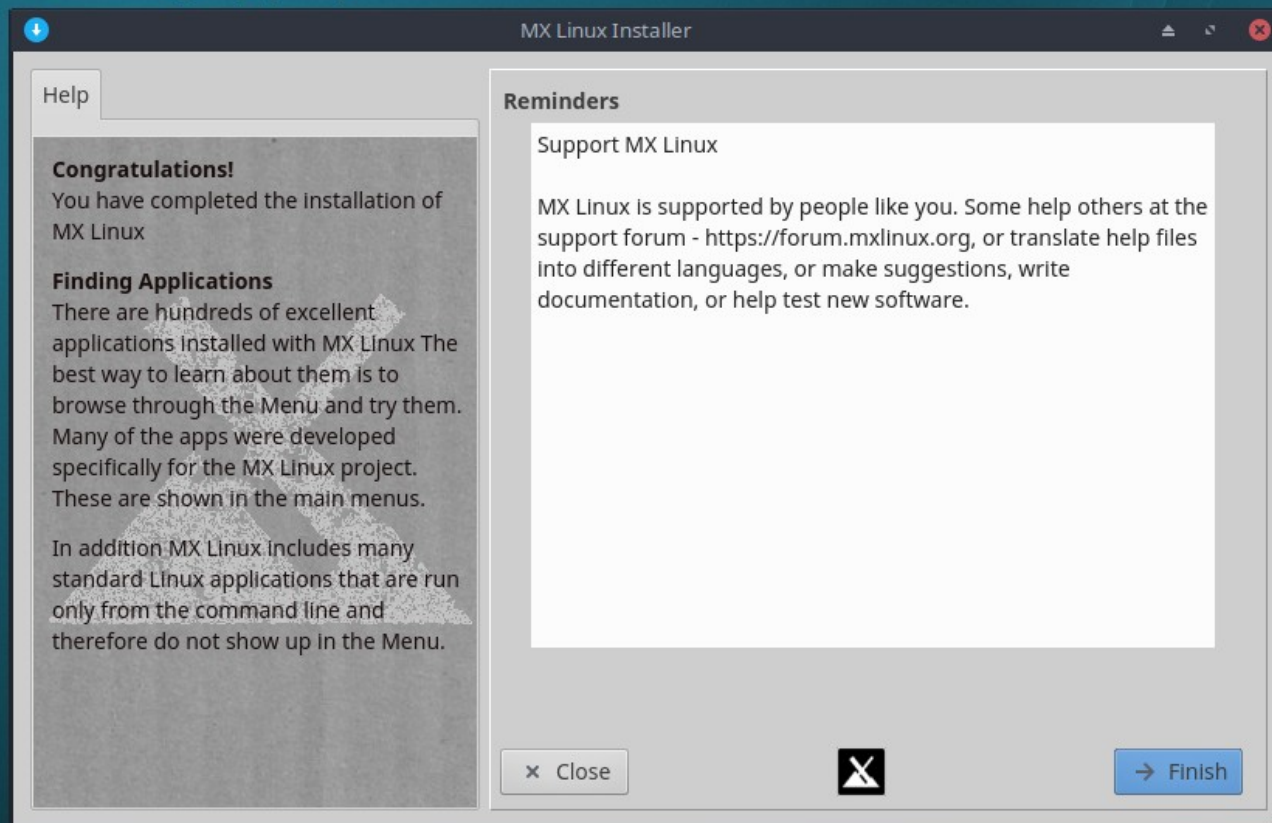 MX Linux Installer
Help
Congratulations!
You have completed the installation of
MX Linux
Finding Applications
There are hundreds of excellent
applications installed with MX Linux The
best way to learn about them is to
browse through the Menu and try them.
Many of the apps were developed
specifically for the MX Linux project.
These are shown in the main menus.
In addition MX Linux includes many
standard Linux applications that are run
only from the command line and
therefore do not show up in the Menu.
Reminders
Support MX Linux
MX Linux is supported by people like you. Some help others at the
support forum - https://forum.mxlinux.org, or translate help files
into different languages, or make suggestions, write
documentation, or help test new software.
Close
Finish